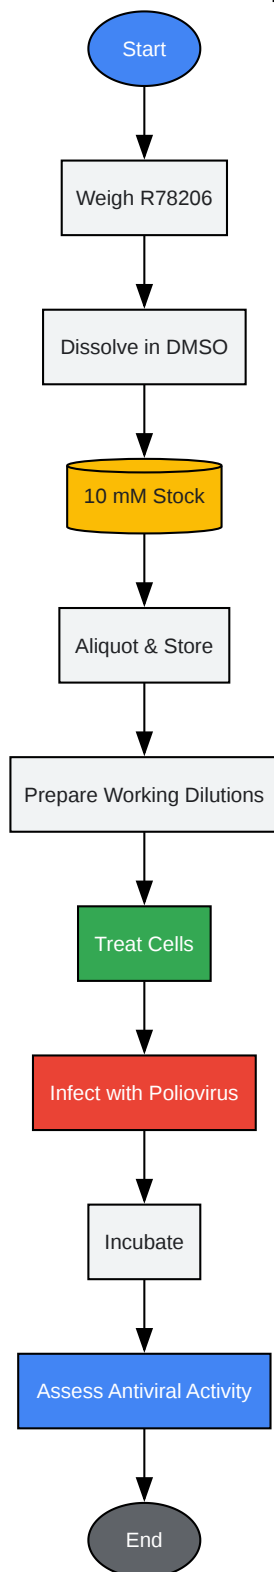 Start
Weigh R78206
Dissolve in DMSO
10 mM Stock
Aliquot & Store
Prepare Working Dilutions
Treat Cells
Infect with Poliovirus
Incubate
Assess Antiviral Activity
End